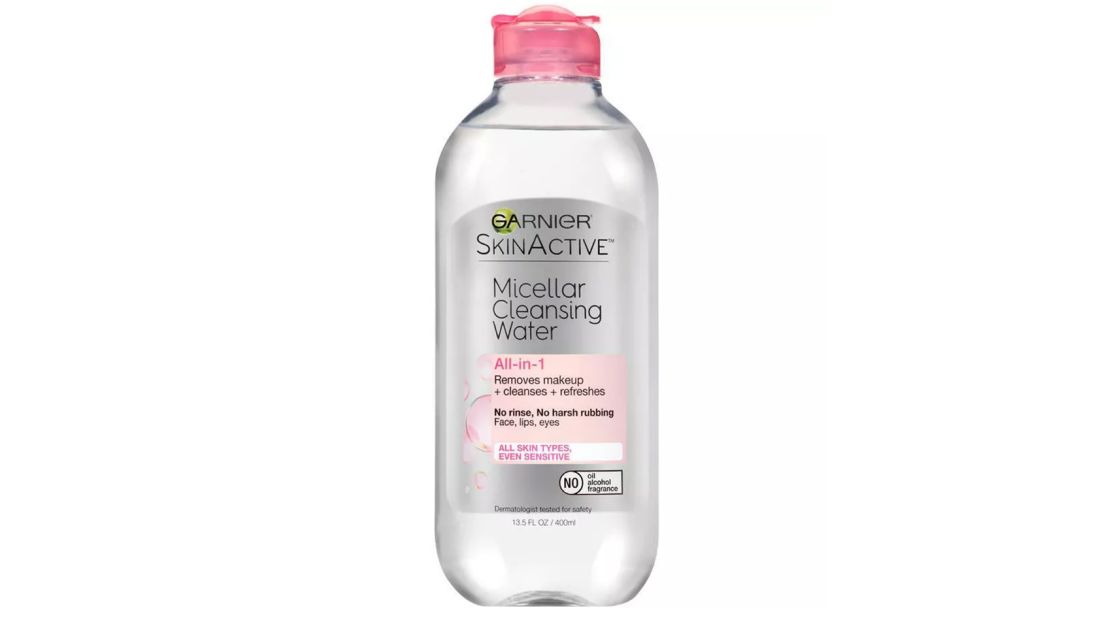 GARNIER
SKINACTIVE™
Micellar
Cleansing
Water
All-in-1
Removes makeup
+ cleanses + refreshes
No rinse, No harsh rubbing
Face, lips, eyes
ALL SKIN TYPES,
EVEN SENSITIVE
NO
oil
alcohol
fragrance
Dermatologist tested for safety
13.5 FL OZ / 400ml